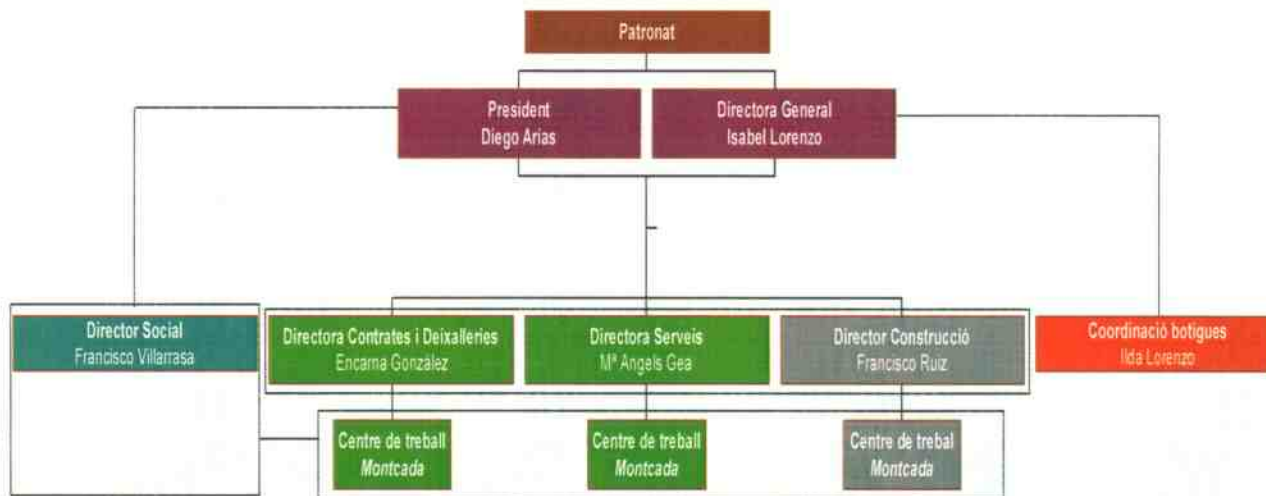 Patronat
President
Diego Arias
Directora General
Isabel Lorenzo
Director Social
Francisco Villarrasa
Directora Contrates i Deixalleries
Encarna González
Directora Serveis
Mª Angels Gea
Director Construcció
Francisco Ruiz
Coordinació botigues
Ilda Lorenzo
Centre de treball
Montcada
Centre de treball
Montcada
Centre de trebal
Montcada